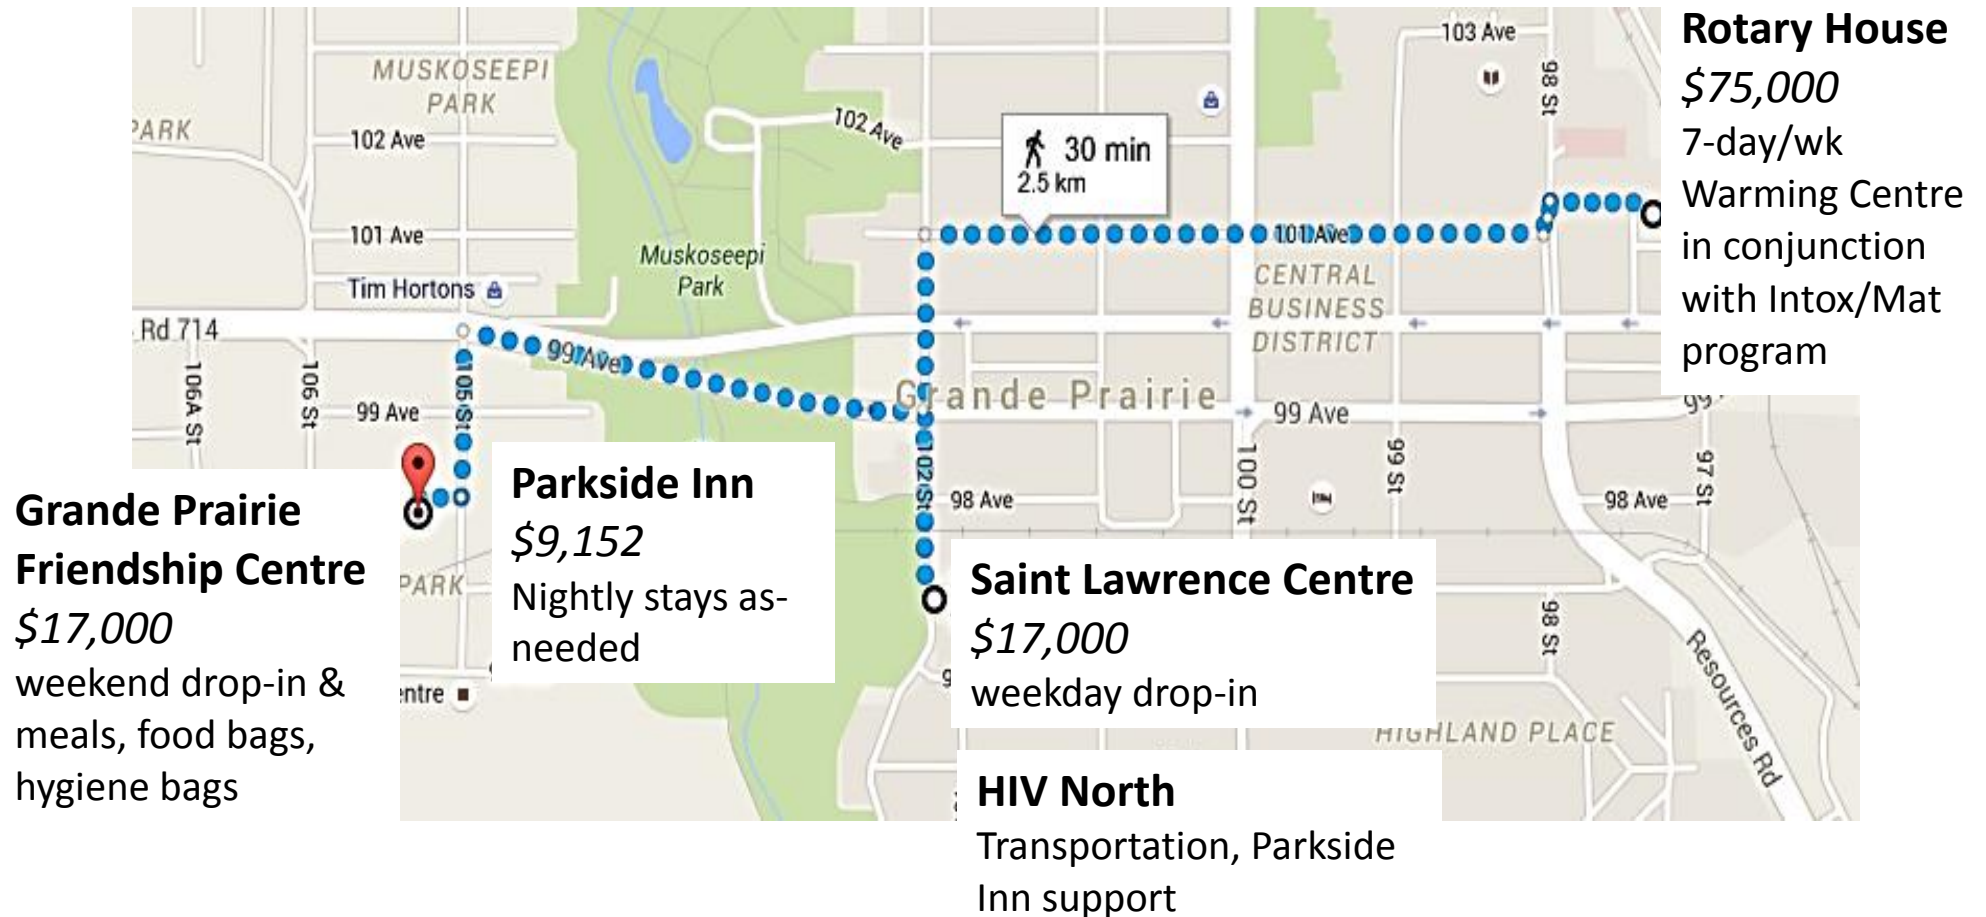 Rotary House
$75,000
7-day/wk
Warming Centre
in conjunction
with Intox/Mat
program
Grande Prairie
Friendship Centre
$17,000
weekend drop-in &
meals, food bags,
hygiene bags
Parkside Inn
$9,152
Nightly stays as-
needed
Saint Lawrence Centre
$17,000
weekday drop-in
HIV North
Transportation, Parkside
Inn support
30 min
2.5 km
MUSKOSEEPI
PARK
PARK
102 Ave
102 Ave
103 Ave
98 St
101 Ave
101 Ave
Muskoseepi
Park
Tim Hortons
CENTRAL
BUSINESS
DISTRICT
Rd 714
99 Ave
106A St
106 St
105 St
99 Ave
Grande Prairie
99 Ave
99
102 St
98 Ave
100 St
99 St
98 Ave
97 St
PARK
entre
98 St
Resources Rd
9
HIGHLAND PLACE